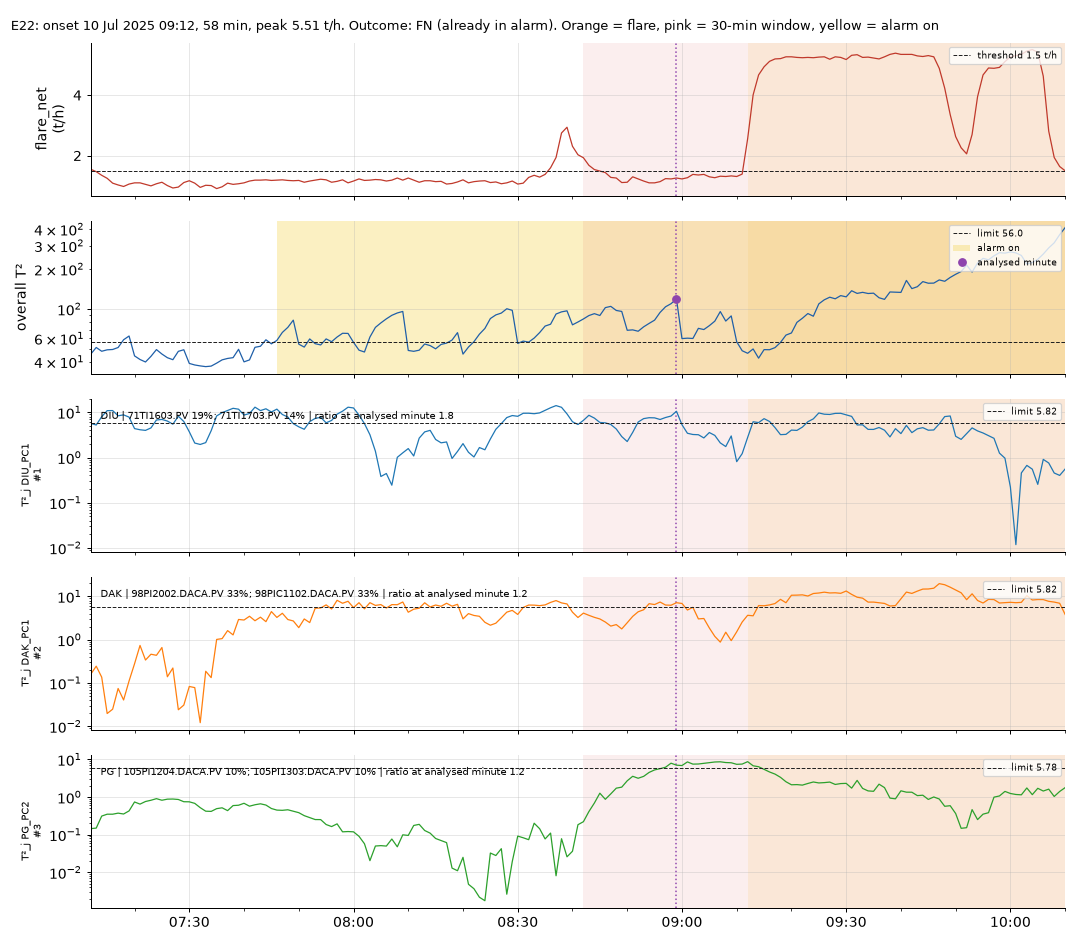 E22: onset 10 Jul 2025 09:12, 58 min, peak 5.51 t/h. Outcome: FN (already in alarm). Orange = flare, pink = 30-min window, yellow = alarm on
flare_net
(t/h)
4
2
threshold 1.5 t/h
overall T²
4 × 10²
3 × 10²
2 × 10²
10²
6 × 10¹
4 × 10¹
limit 56.0
alarm on
analysed minute
T²_j DIU_PC1
#1
10¹
10⁰
10⁻¹
10⁻²
DIU | 71TI1603.PV 19%; 71TI1703.PV 14% | ratio at analysed minute 1.8
limit 5.82
T²_j DAK_PC1
#2
10¹
10⁰
10⁻¹
10⁻²
DAK | 98PI2002.DACA.PV 33%; 98PIC1102.DACA.PV 33% | ratio at analysed minute 1.2
limit 5.82
T²_j PG_PC2
#3
10¹
10⁰
10⁻¹
10⁻²
PG | 105PI1204.DACA.PV 10%; 105PI1303.DACA.PV 10% | ratio at analysed minute 1.2
limit 5.78
07:30
08:00
08:30
09:00
09:30
10:00